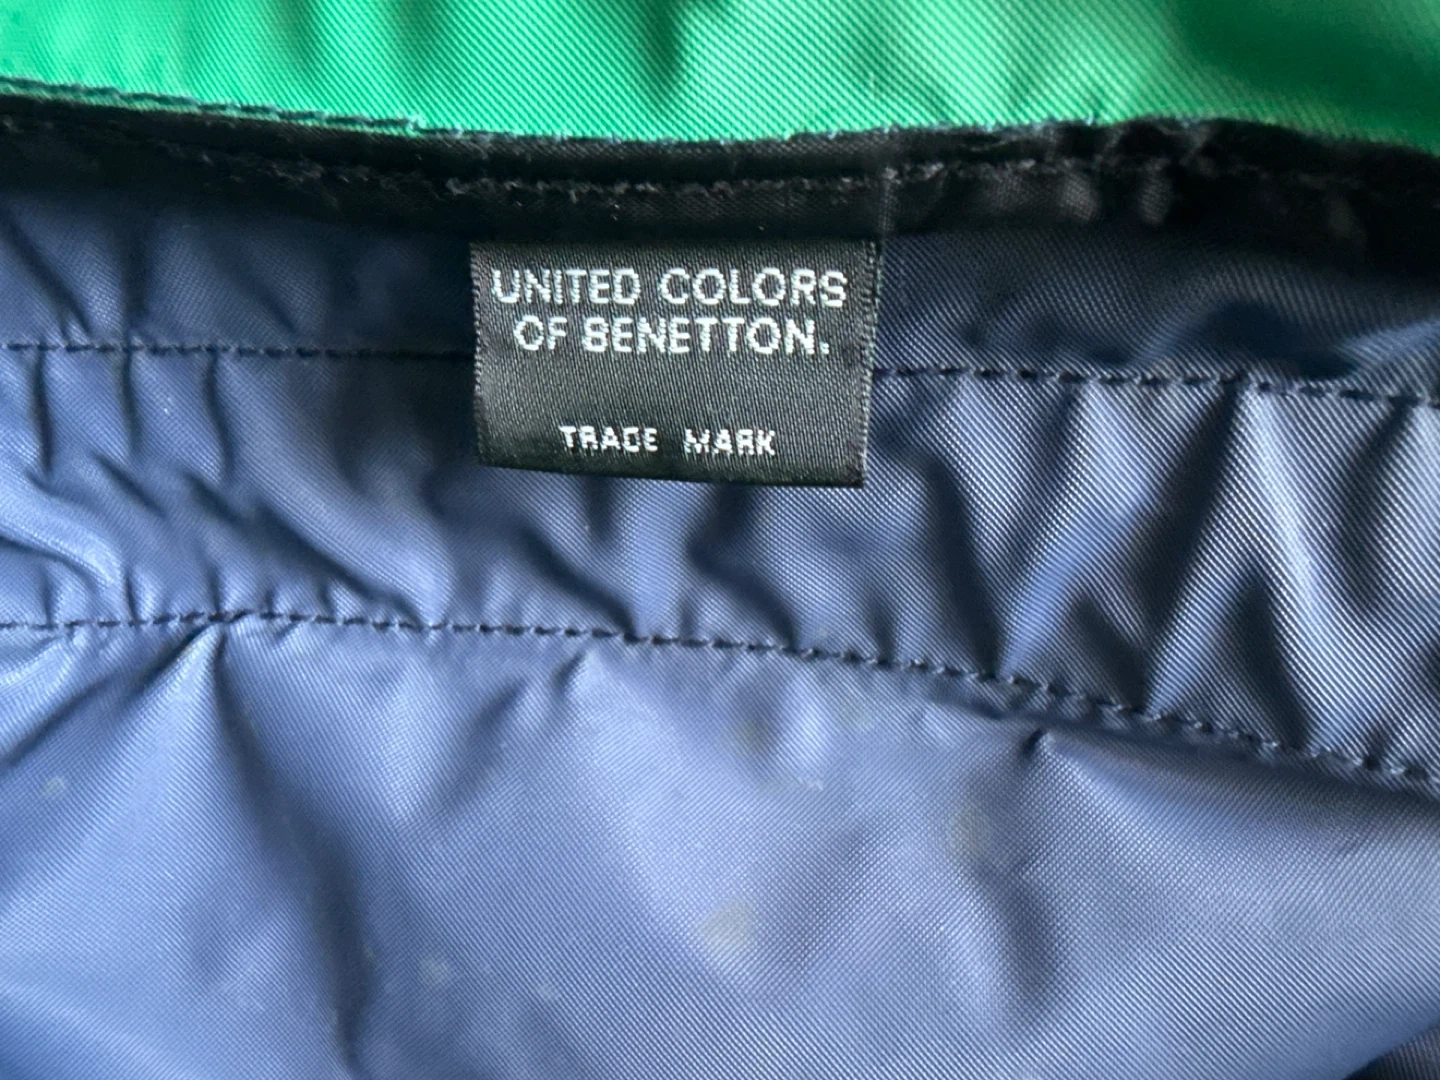 UNITED COLORS
OF BENETTON.
TRADE MARK